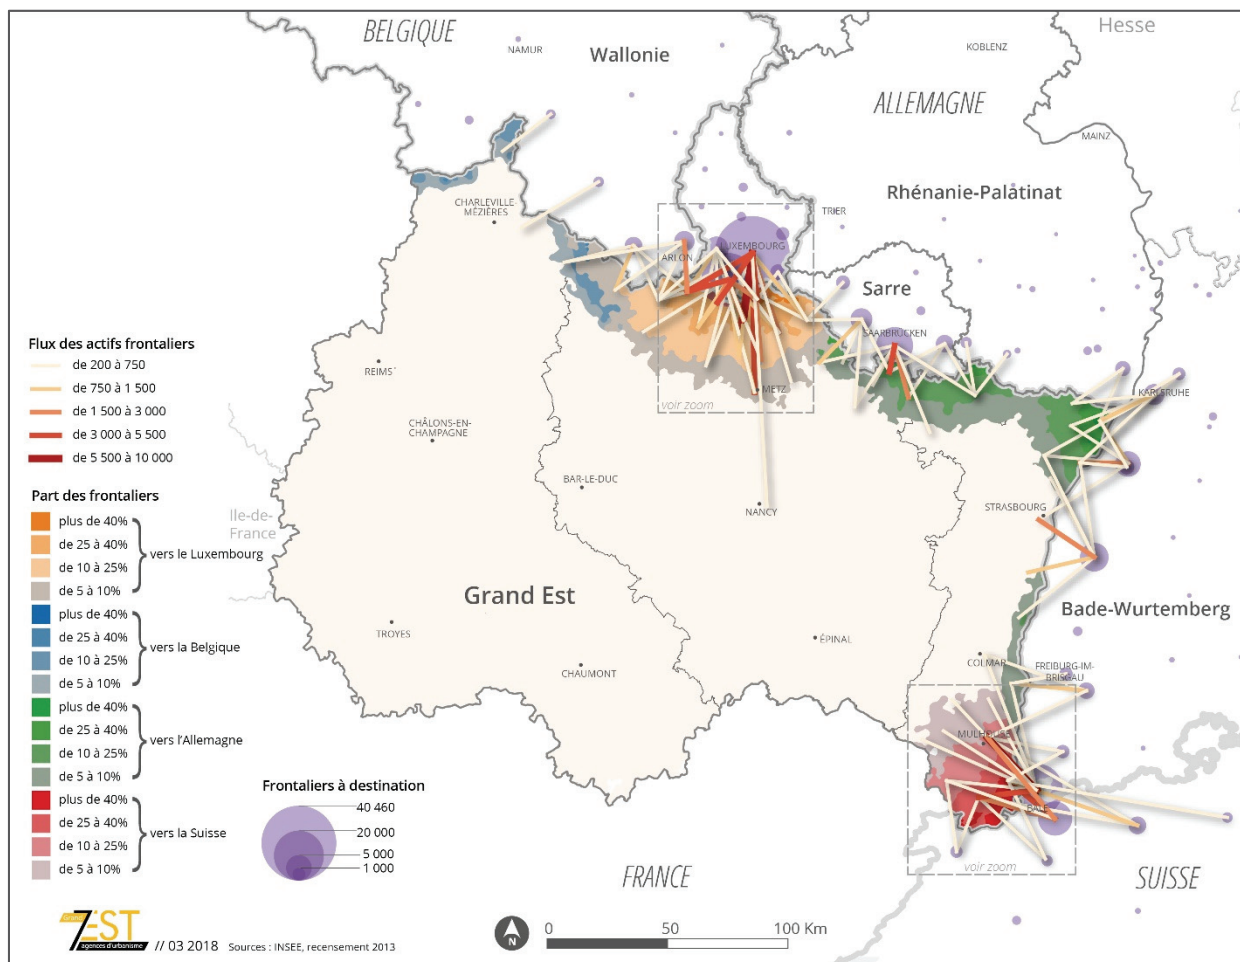 BELGIQUE
NAMUR
Wallonie
KOBLENZ
Hesse
ALLEMAGNE
MAINZ
Rhénanie-Palatinat
CHARLEVILLE-
MÉZIÈRES
TRIER
LUXEMBOURG
ARLON
Sarre
SAARBRÜCKEN
Flux des actifs frontaliers
de 200 à 750
de 750 à 1 500
de 1 500 à 3 000
de 3 000 à 5 500
de 5 500 à 10 000
REIMS
METZ
voir zoom
KARLSRUHE
CHÂLONS-EN-
CHAMPAGNE
BAR-LE-DUC
NANCY
STRASBOURG
Part des frontaliers
plus de 40%
de 25 à 40%
de 10 à 25%
de 5 à 10%
vers le Luxembourg
plus de 40%
de 25 à 40%
de 10 à 25%
de 5 à 10%
vers la Belgique
plus de 40%
de 25 à 40%
de 10 à 25%
de 5 à 10%
vers l'Allemagne
plus de 40%
de 25 à 40%
de 10 à 25%
de 5 à 10%
vers la Suisse
Ile-de-
France
Grand Est
Bade-Wurtemberg
TROYES
ÉPINAL
CHAUMONT
COLMAR
FREIBURG-IM-
BRISGAU
MULHOUSE
BALE
voir zoom
Frontaliers à destination
40 460
20 000
5 000
1 000
FRANCE
SUISSE
Grand
7EST
agences d'urbanisme
// 03 2018 Sources : INSEE, recensement 2013
N
0 50 100 Km